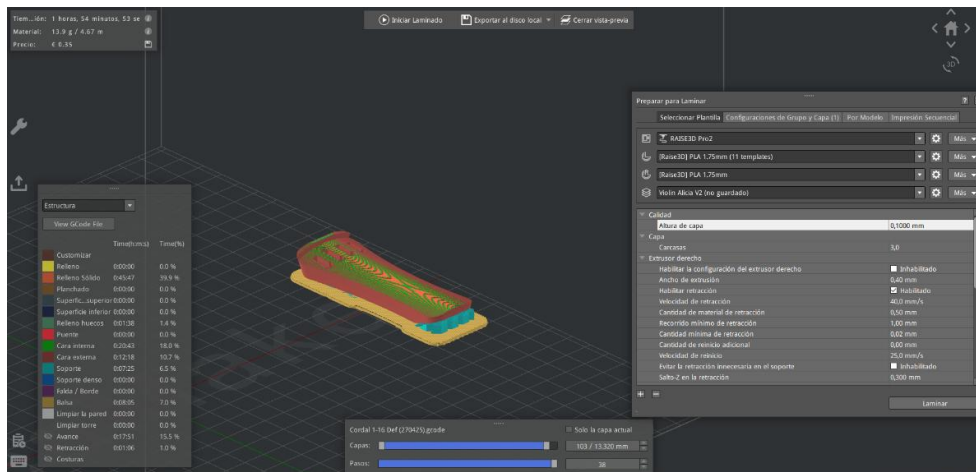 Tiem...ión: 1 horas, 54 minutos, 53 se
Material: 13.9 g / 4.67 m
Precio: € 0.35
Iniciar Laminado
Exportar al disco local
Cerrar vista-previa
3D
Preparar para Laminar
?
Seleccionar Plantilla Configuraciones de Grupo y Capa (1) Por Modelo Impresión Secuencial
RAISE3D Pro2 Más
[Raise3D] PLA 1.75mm (11 templates) Más
[Raise3D] PLA 1.75mm Más
Violin Alicia V2 (no guardado) Más
Calidad
Altura de capa 0,1000 mm
Capa
Carcasas 3,0
Extrusor derecho
Habilitar la configuración del extrusor derecho Inhabilitado
Ancho de extrusión 0,40 mm
Habilitar retracción Habilitado
Velocidad de retracción 40,0 mm/s
Cantidad de material de retracción 0,50 mm
Recorrido mínimo de retracción 1,00 mm
Cantidad mínima de retracción 0,02 mm
Cantidad de reinicio adicional 0,00 mm
Velocidad de reinicio 25,0 mm/s
Evitar la retracción innecesaria en el soporte Inhabilitado
Salto-Z en la retracción 0,300 mm
Laminar
Estructura
View GCode File
Time(h:m:s) Time(%)
Customizar
Relleno 0:00:00 0.0 %
Relleno Sólido 0:45:47 39.9 %
Planchado 0:00:00 0.0 %
Superfic...superior 0:00:00 0.0 %
Superficie inferior 0:00:00 0.0 %
Relleno huecos 0:01:38 1.4 %
Puente 0:00:00 0.0 %
Cara interna 0:20:43 18.0 %
Cara externa 0:12:18 10.7 %
Soporte 0:07:25 6.5 %
Soporte denso 0:00:00 0.0 %
Falda / Borde 0:00:00 0.0 %
Balsa 0:08:05 7.0 %
Limpiar la pared 0:00:00 0.0 %
Limpiar torre 0:00:00 0.0 %
Avance 0:17:51 15.5 %
Retracción 0:01:06 1.0 %
Costuras
Cordal 1-16 Def (270425).gcode Solo la capa actual
Capas: 103 / 13.320 mm
Pasos: 38